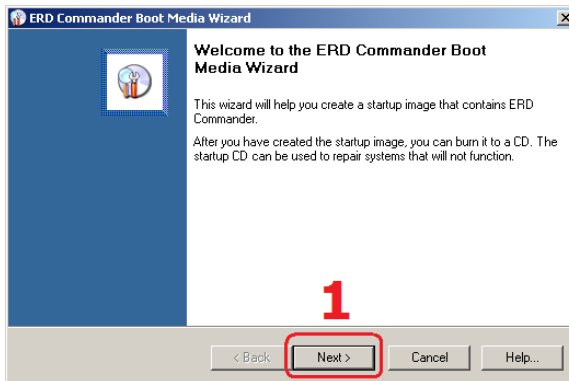 ERD Commander Boot Media Wizard
Welcome to the ERD Commander Boot
Media Wizard
This wizard will help you create a startup image that contains ERD
Commander.
After you have created the startup image, you can burn it to a CD. The
startup CD can be used to repair systems that will not function.
1
< Back Next > Cancel Help...